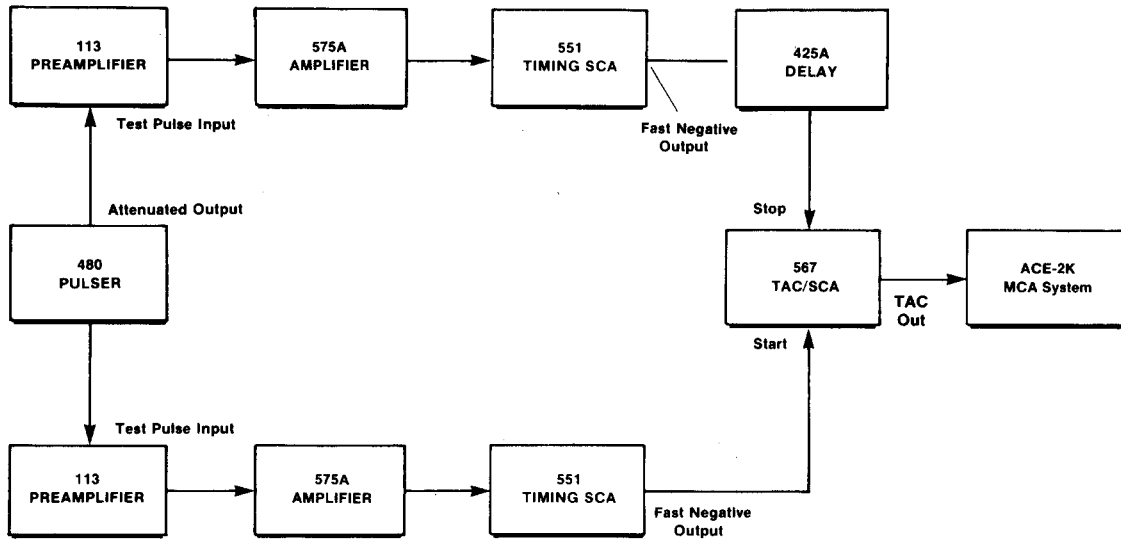 113
PREAMPLIFIER
575A
AMPLIFIER
551
TIMING SCA
425A
DELAY
Test Pulse Input
Fast Negative
Output
Attenuated Output
Stop
480
PULSER
567
TAC/SCA
TAC
Out
ACE-2K
MCA System
Start
Test Pulse Input
113
PREAMPLIFIER
575A
AMPLIFIER
551
TIMING SCA
Fast Negative
Output